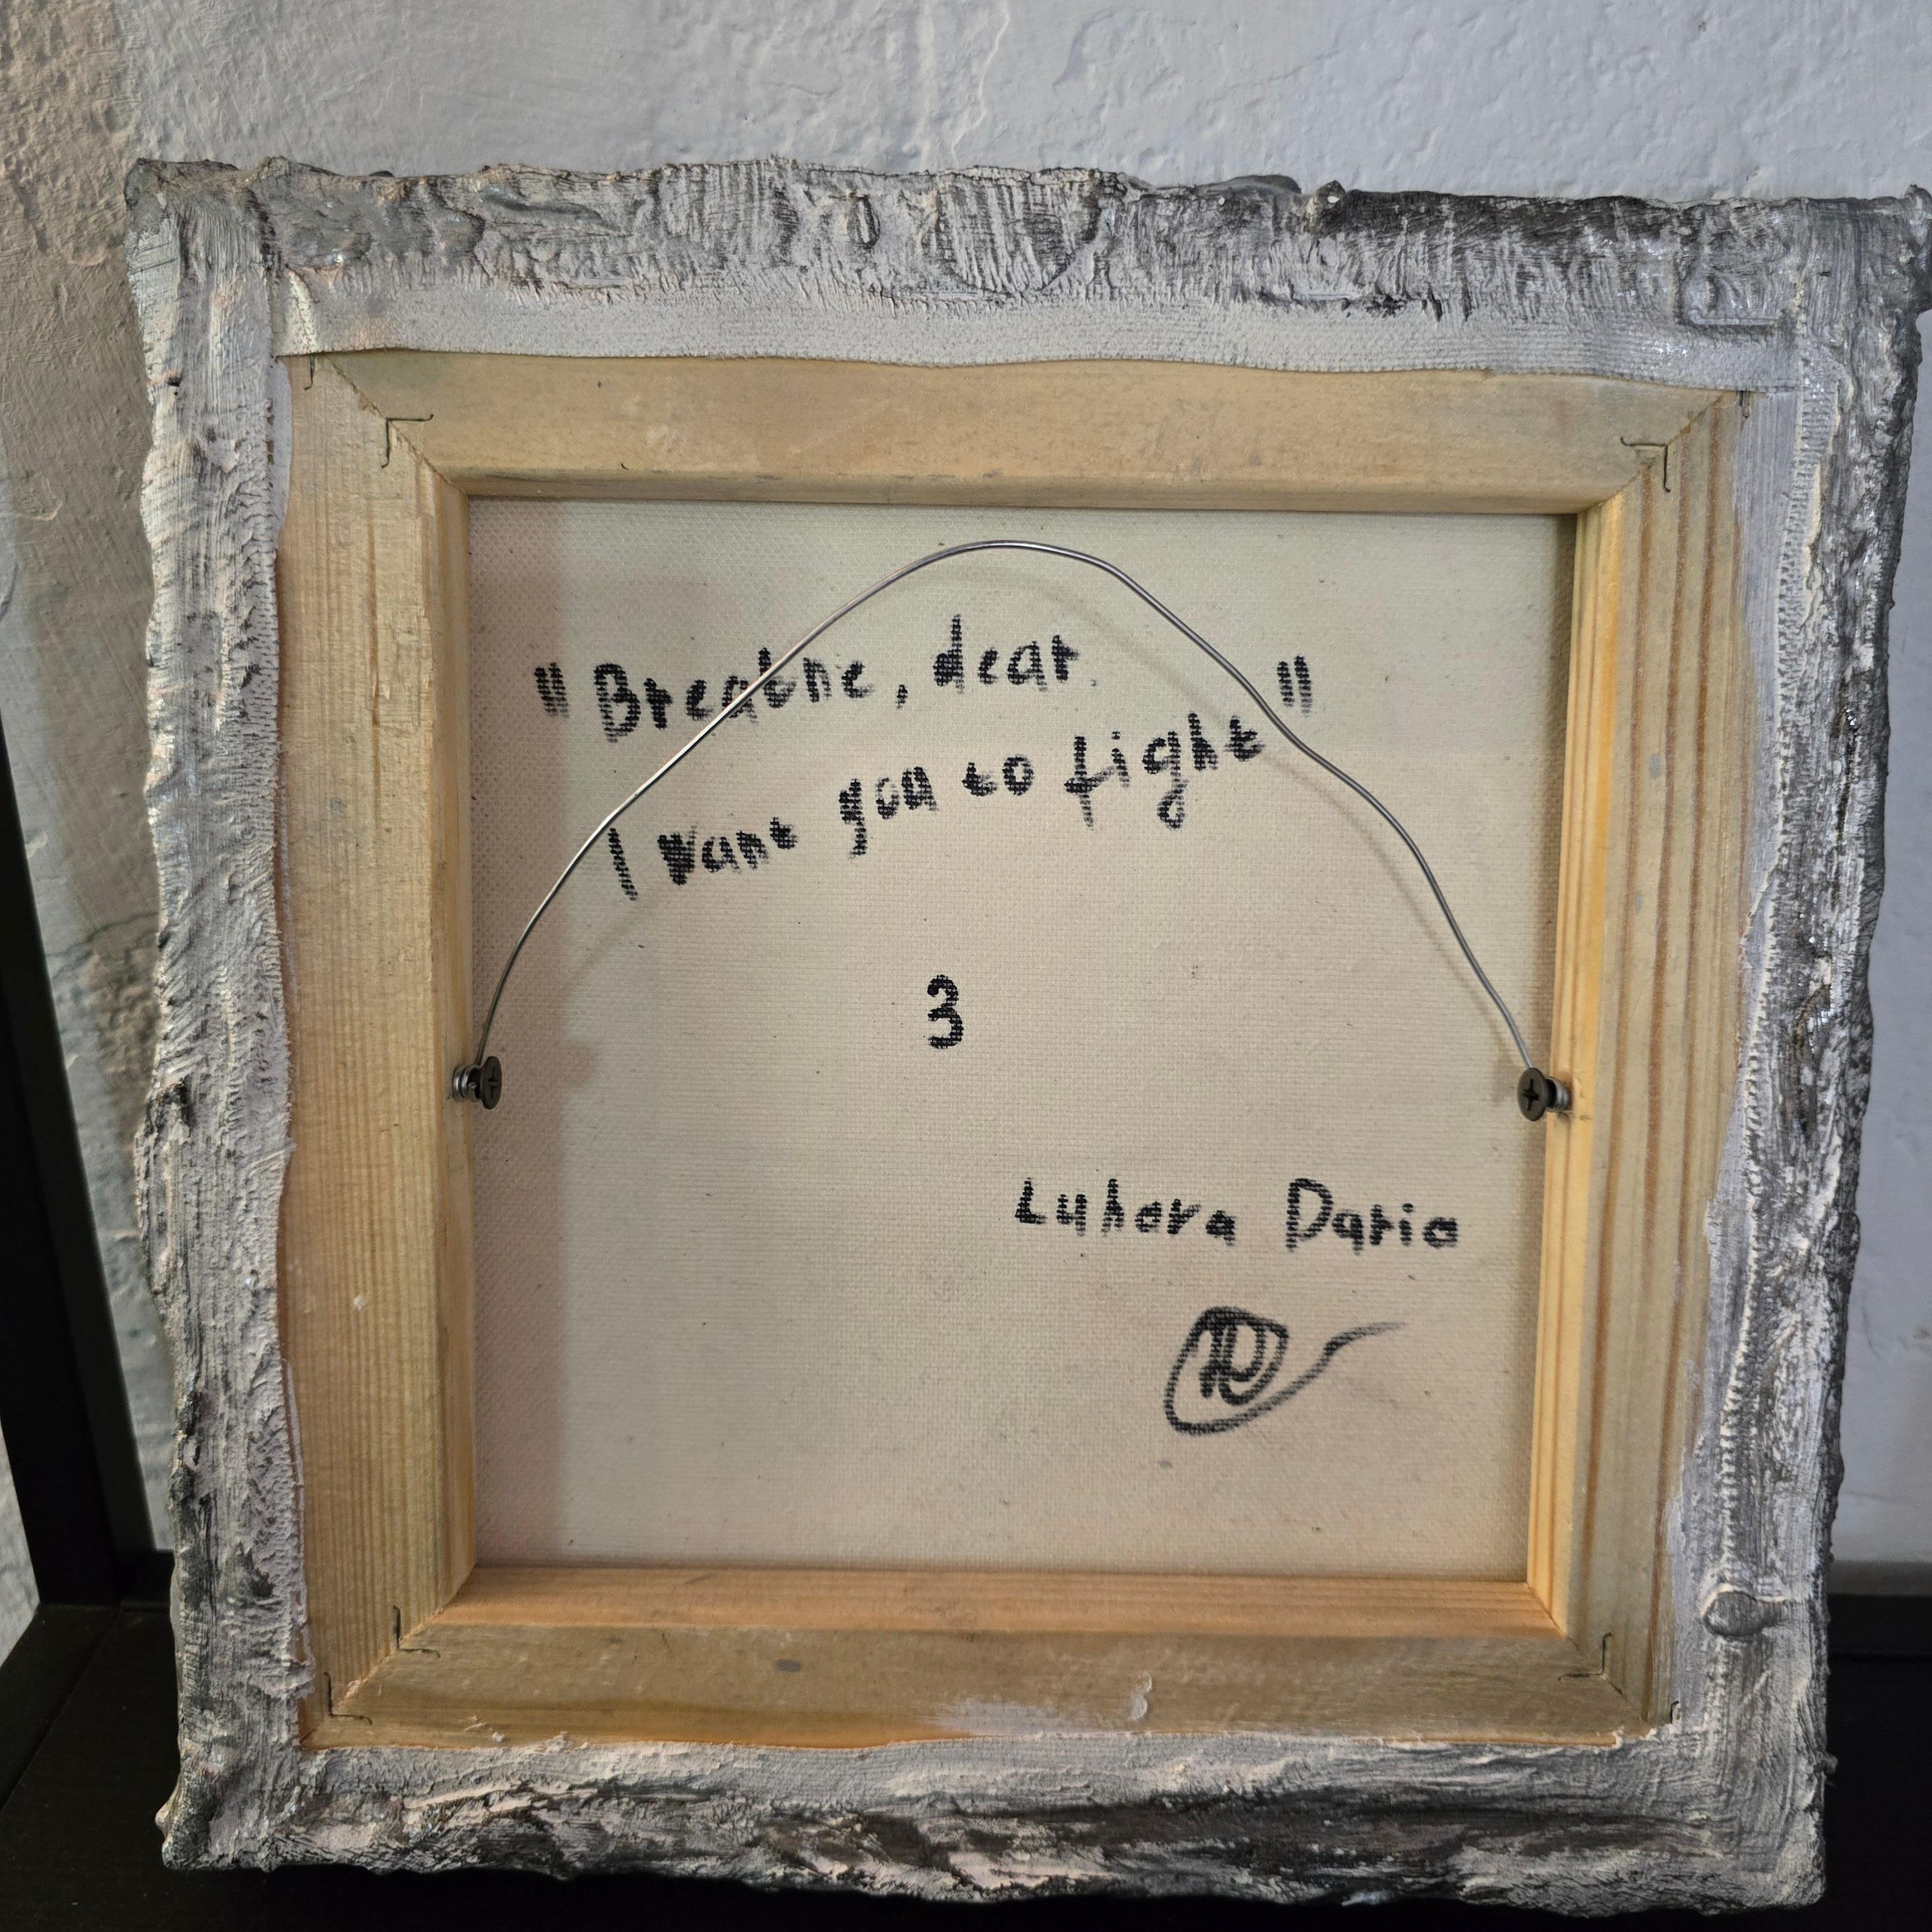 "Breathe, dear.
I want you to fight"
3
Luhova Daria